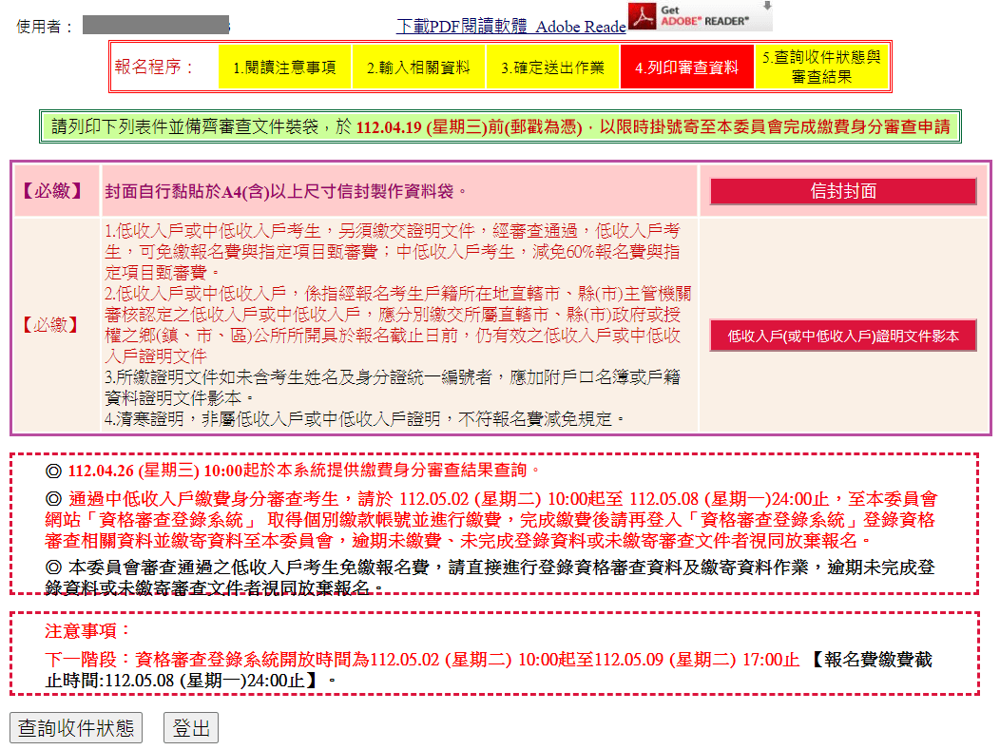 使用者：
下載PDF閱讀軟體 Adobe Reade
Get
ADOBE® READER®
報名程序：
1.閱讀注意事項
2.輸入相關資料
3.確定送出作業
4.列印審查資料
5.查詢收件狀態與
審查結果
請列印下列表件並備齊審查文件裝袋，於 112.04.19 (星期三)前(郵戳為憑)，以限時掛號寄至本委員會完成繳費身分審查申請
【必繳】
封面自行黏貼於A4(含)以上尺寸信封製作資料袋。
信封封面
【必繳】
1.低收入戶或中低收入戶考生，另須繳交證明文件，經審查通過，低收入戶考
生，可免繳報名費與指定項目甄審費；中低收入戶考生，減免60%報名費與指
定項目甄審費。
2.低收入戶或中低收入戶，係指經報名考生戶籍所在地直轄市、縣(市)主管機關
審核認定之低收入戶或中低收入戶，應分別繳交所屬直轄市、縣(市)政府或授
權之鄉(鎮、市、區)公所所開具於報名截止日前，仍有效之低收入戶或中低收
入戶證明文件
3.所繳證明文件如未含考生姓名及身分證統一編號者，應加附戶口名簿或戶籍
資料證明文件影本。
4.清寒證明，非屬低收入戶或中低收入戶證明，不符報名費減免規定。
低收入戶(或中低收入戶)證明文件影本
◎ 112.04.26 (星期三) 10:00起於本系統提供繳費身分審查結果查詢。
◎ 通過中低收入戶繳費身分審查考生，請於 112.05.02 (星期二) 10:00起至 112.05.08 (星期一)24:00止，至本委員會
網站「資格審查登錄系統」 取得個別繳款帳號並進行繳費，完成繳費後請再登入「資格審查登錄系統」登錄資格
審查相關資料並繳寄資料至本委員會，逾期未繳費、未完成登錄資料或未繳寄審查文件者視同放棄報名。
◎ 本委員會審查通過之低收入戶考生免繳報名費，請直接進行登錄資格審查資料及繳寄資料作業，逾期未完成登
錄資料或未繳寄審查文件者視同放棄報名。
注意事項：
下一階段：資格審查登錄系統開放時間為112.05.02 (星期二) 10:00起至112.05.09 (星期二) 17:00止 【報名費繳費截
止時間:112.05.08 (星期一)24:00止】。
查詢收件狀態
登出